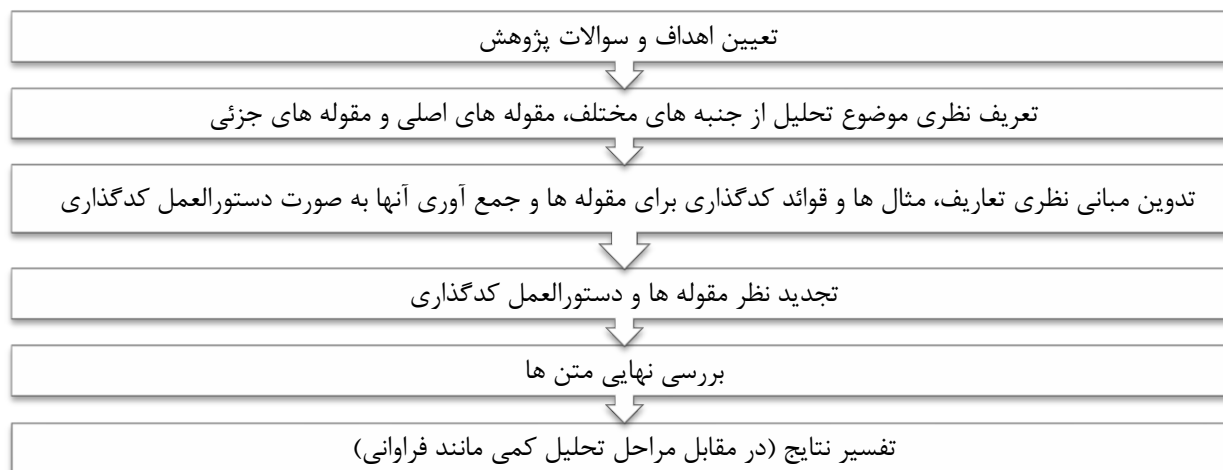 تعیین اهداف و سوالات پژوهش
تعریف نظری موضوع تحلیل از جنبه های مختلف، مقوله های اصلی و مقوله های جزئی
تدوین مبانی نظری تعاریف، مثال ها و قوائد کدگذاری برای مقوله ها و جمع آوری آنها به صورت دستورالعمل کدگذاری
تجدید نظر مقوله ها و دستورالعمل کدگذاری
بررسی نهایی متن ها
تفسیر نتایج (در مقابل مراحل تحلیل کمی مانند فراوانی)